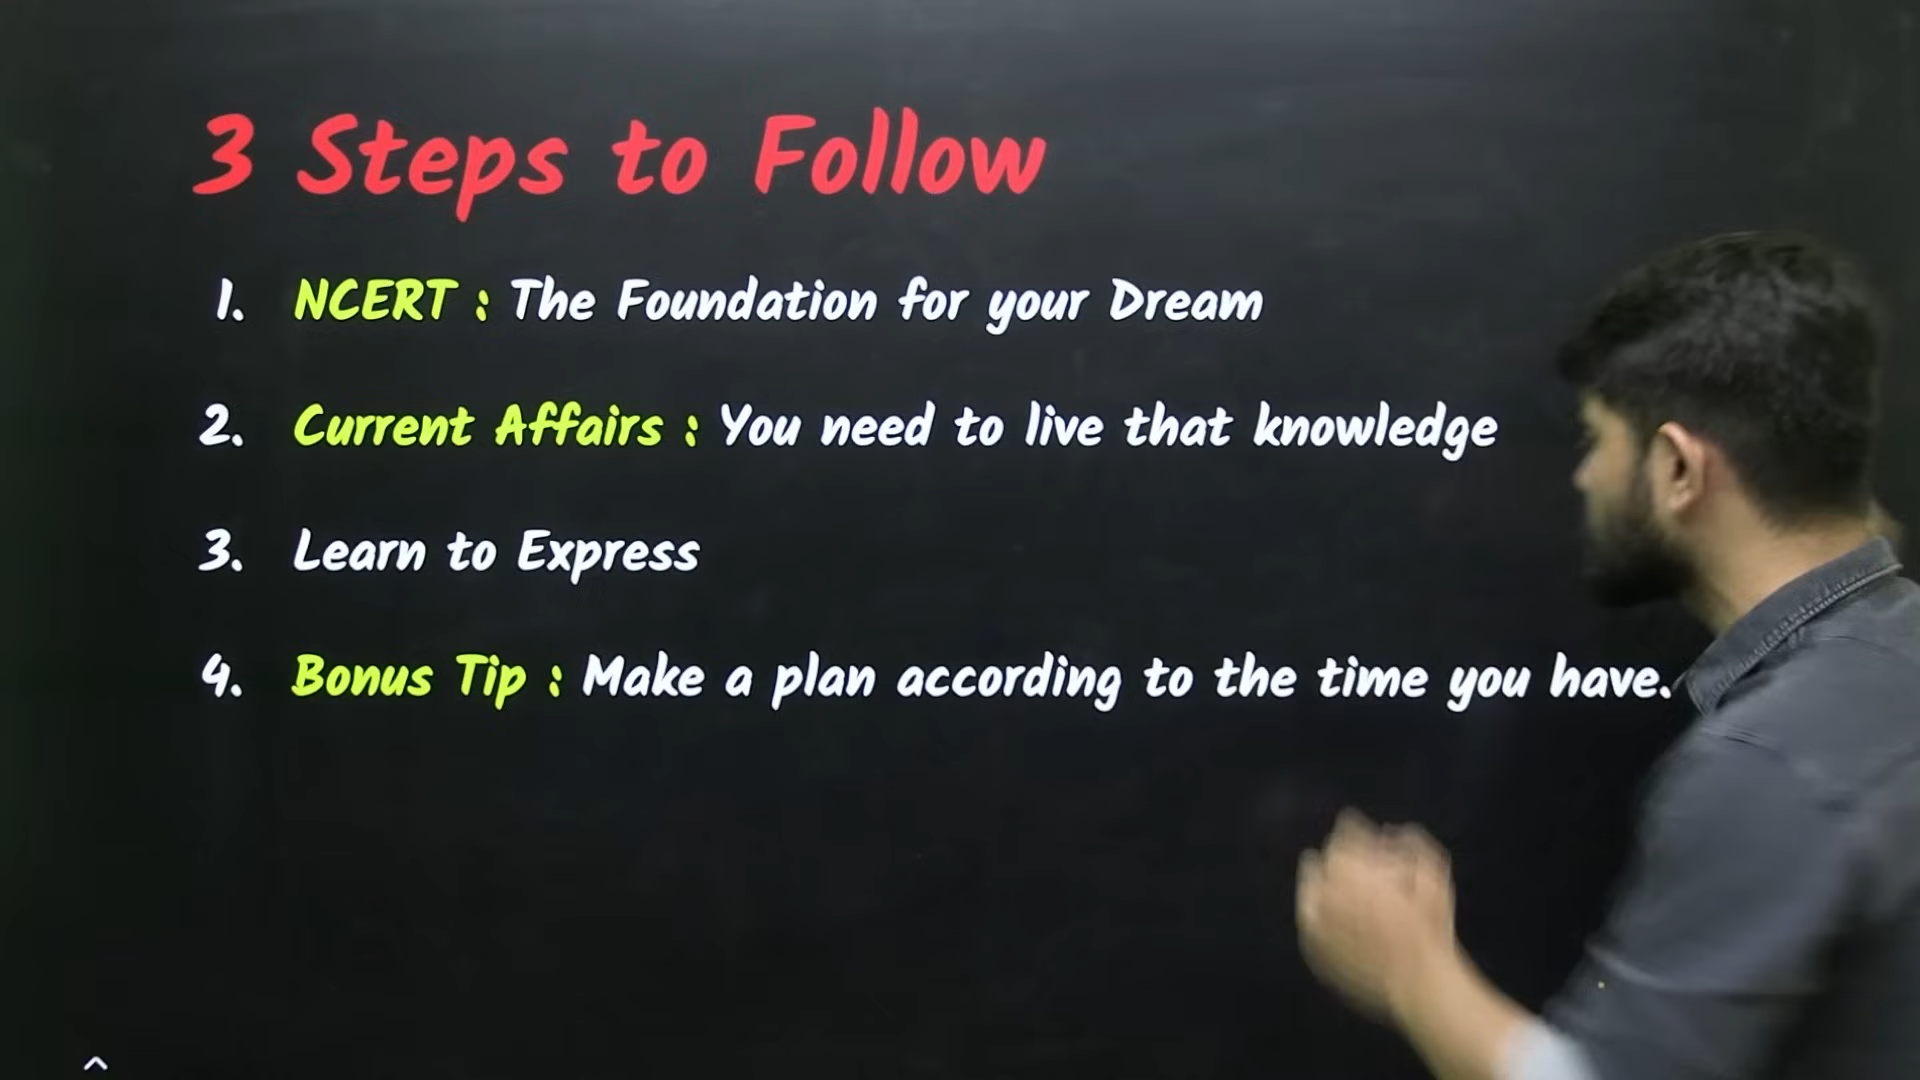 3 Steps to Follow
1. NCERT : The Foundation for your Dream
2. Current Affairs : You need to live that knowledge
3. Learn to Express
4. Bonus Tip : Make a plan according to the time you have.